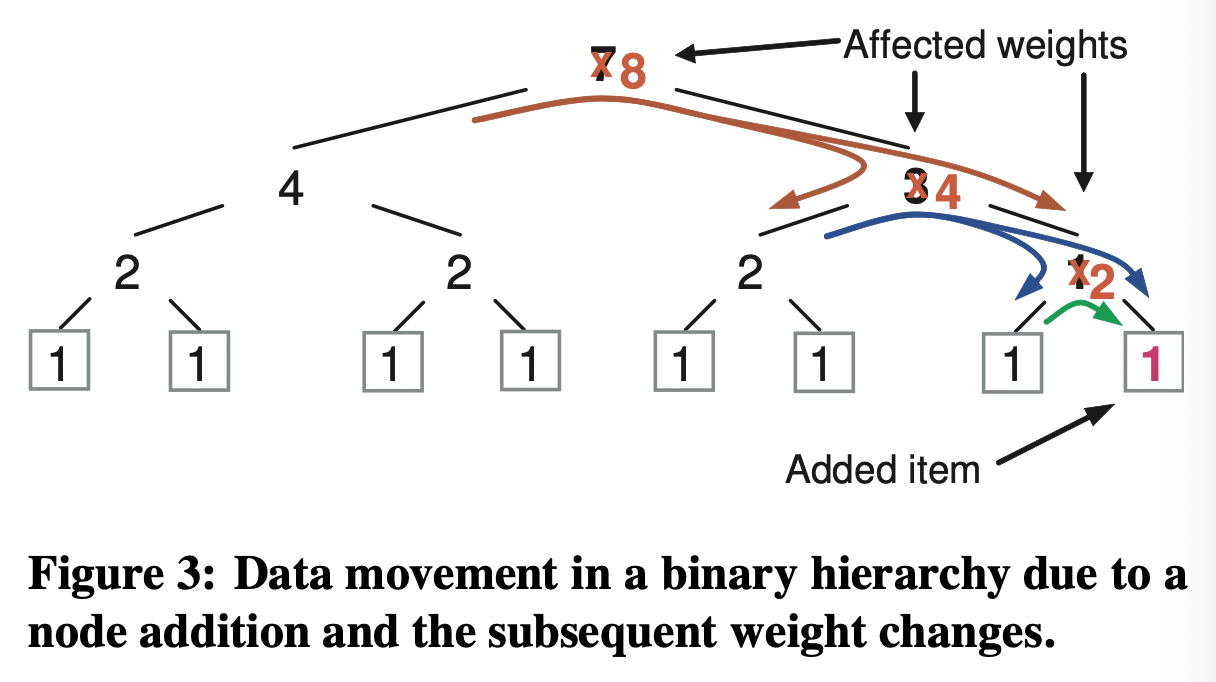 Affected weights
7 8
4
3 4
2
2
2
1 2
1 1 1 1 1 1 1 1
Added item
Figure 3: Data movement in a binary hierarchy due to a
node addition and the subsequent weight changes.